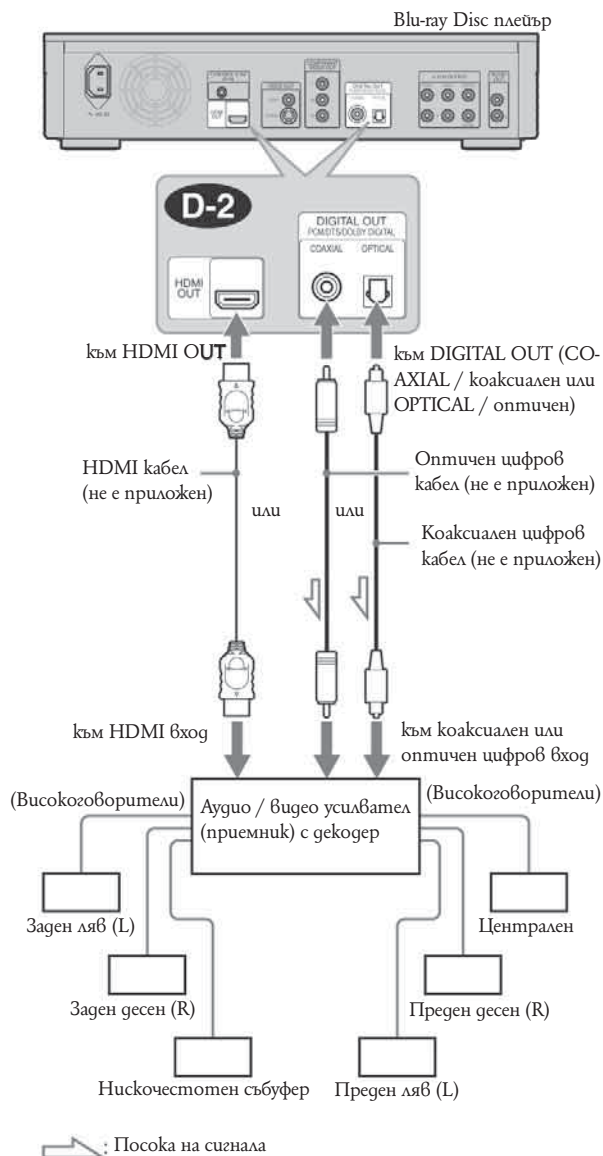 Blu-ray Disc плейър
D-2
DIGITAL OUT
PCM/DTS/DOLBY DIGITAL
COAXIAL OPTICAL
HDMI
OUT
към HDMI OUT
към DIGITAL OUT (CO-
AXIAL / коаксиален или
OPTICAL / оптичен)
HDMI кабел
(не е приложен)
или
или
Оптичен цифров
кабел (не е приложен)
Коаксиален цифров
кабел (не е приложен)
към HDMI вход
към коаксиален или
оптичен цифров вход
(Високоговорители)
Аудио / видео усилвател
(приемник) с декодер
(Високоговорители)
Заден ляв (L)
Централен
Заден десен (R)
Преден десен (R)
Нискочестотен събуфер
Преден ляв (L)
: Посока на сигнала